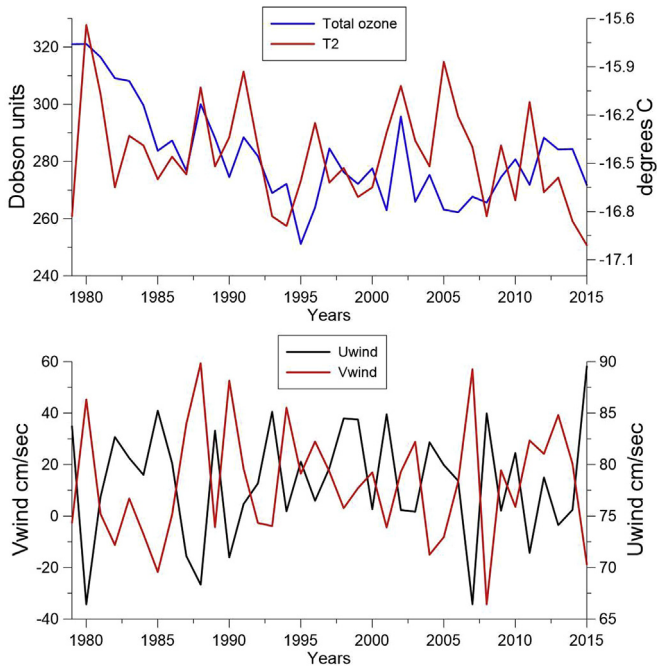 Total ozone
T2
Dobson units
320
300
280
260
240
-15.6
-15.9
-16.2
-16.5
-16.8
-17.1
degrees C
1980 1985 1990 1995 2000 2005 2010 2015
Years
Uwind
Vwind
Vwind cm/sec
60
40
20
0
-20
-40
90
85
80
75
70
65
Uwind cm/sec
1980 1985 1990 1995 2000 2005 2010 2015
Years